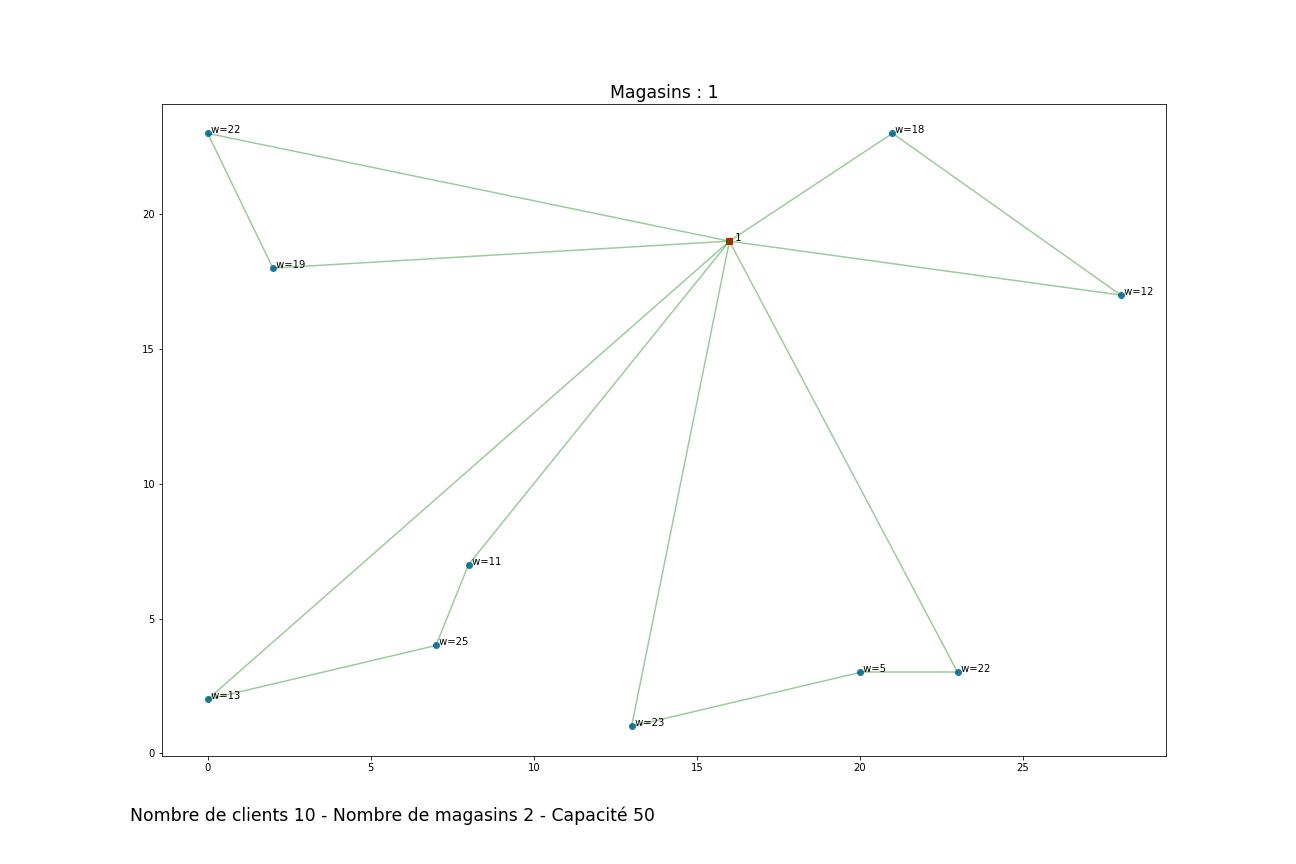 Magasins : 1
w=22
w=18
20
1
w=19
w=12
15
10
w=11
5
w=25
w=5
w=22
w=13
w=23
0
0
5
10
15
20
25
Nombre de clients 10 - Nombre de magasins 2 - Capacité 50